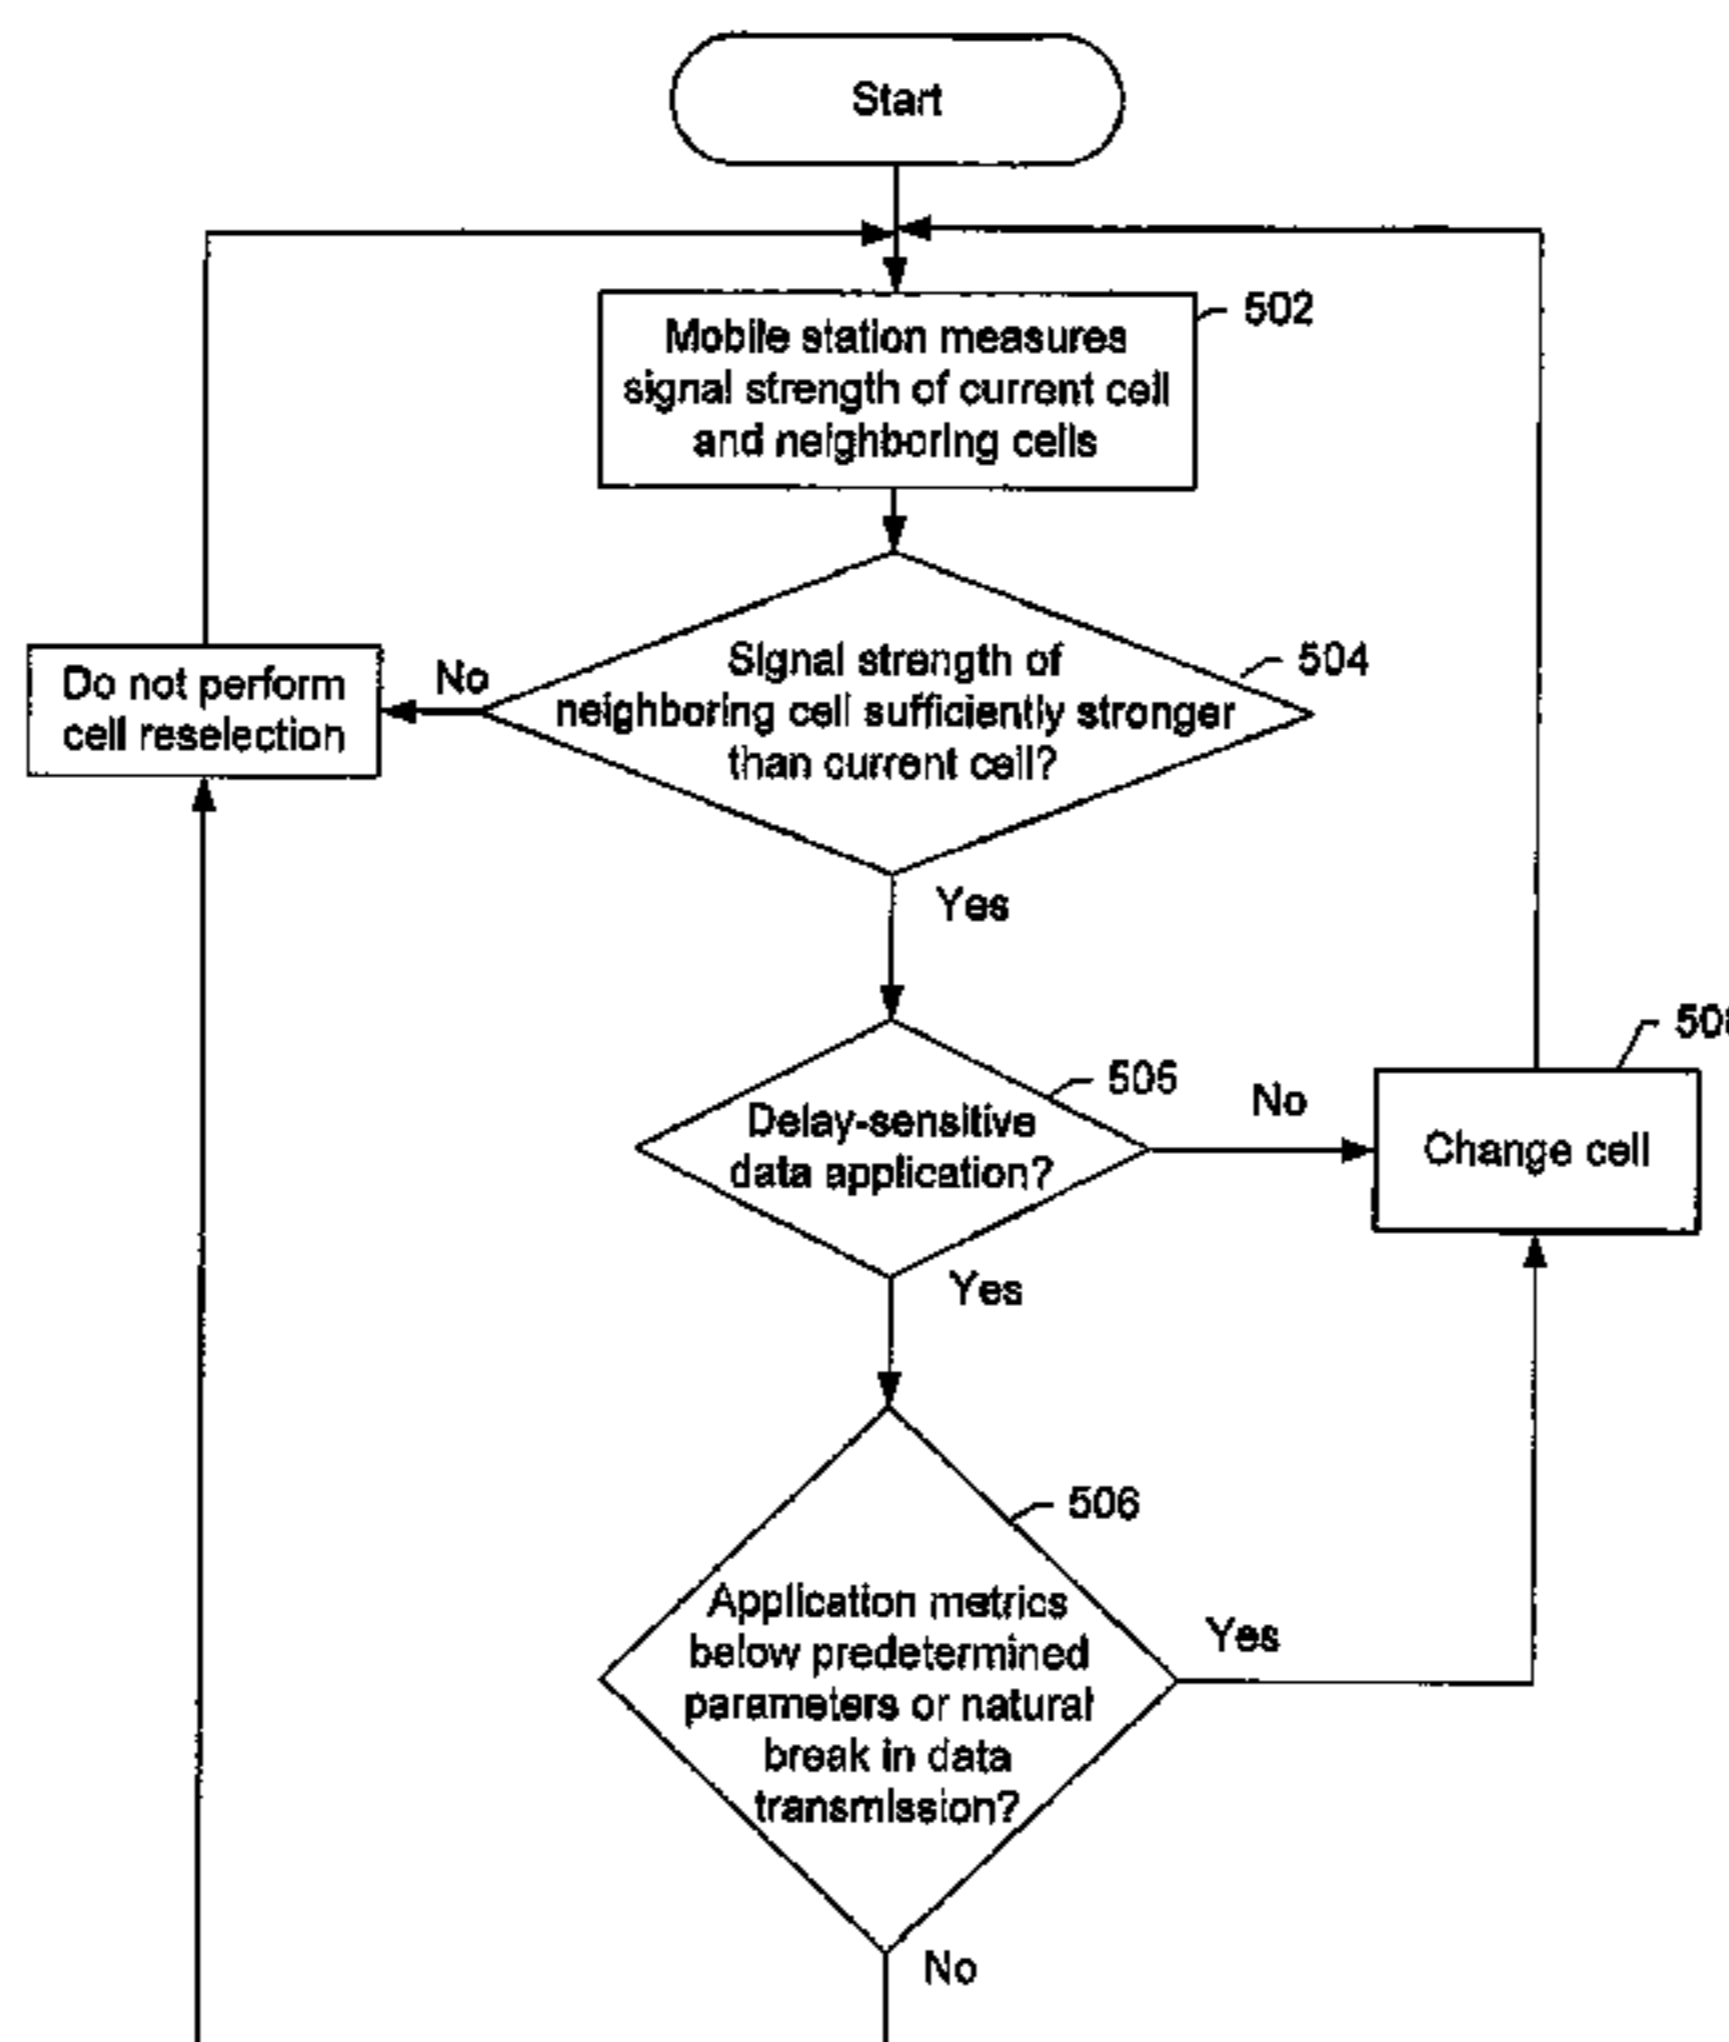 Start
502
Mobile station measures
signal strength of current cell
and neighboring cells
504
Signal strength of
neighboring cell sufficiently stronger
than current cell?
No
Do not perform
cell reselection
Yes
505
Delay-sensitive
data application?
No
Change cell
Yes
506
Application metrics
below predetermined
parameters or natural
break in data
transmission?
Yes
No